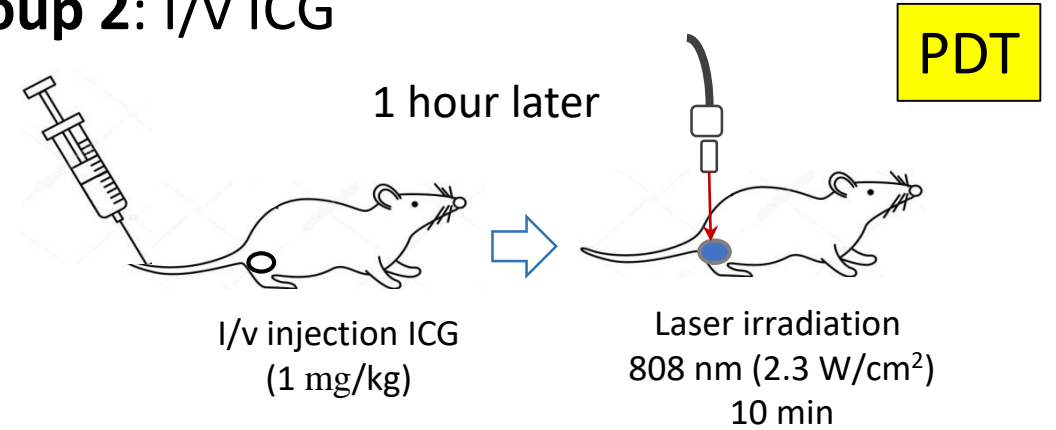 oup 2: I/V ICG
PDT
1 hour later
I/v injection ICG
(1 mg/kg)
Laser irradiation
808 nm (2.3 W/cm²)
10 min